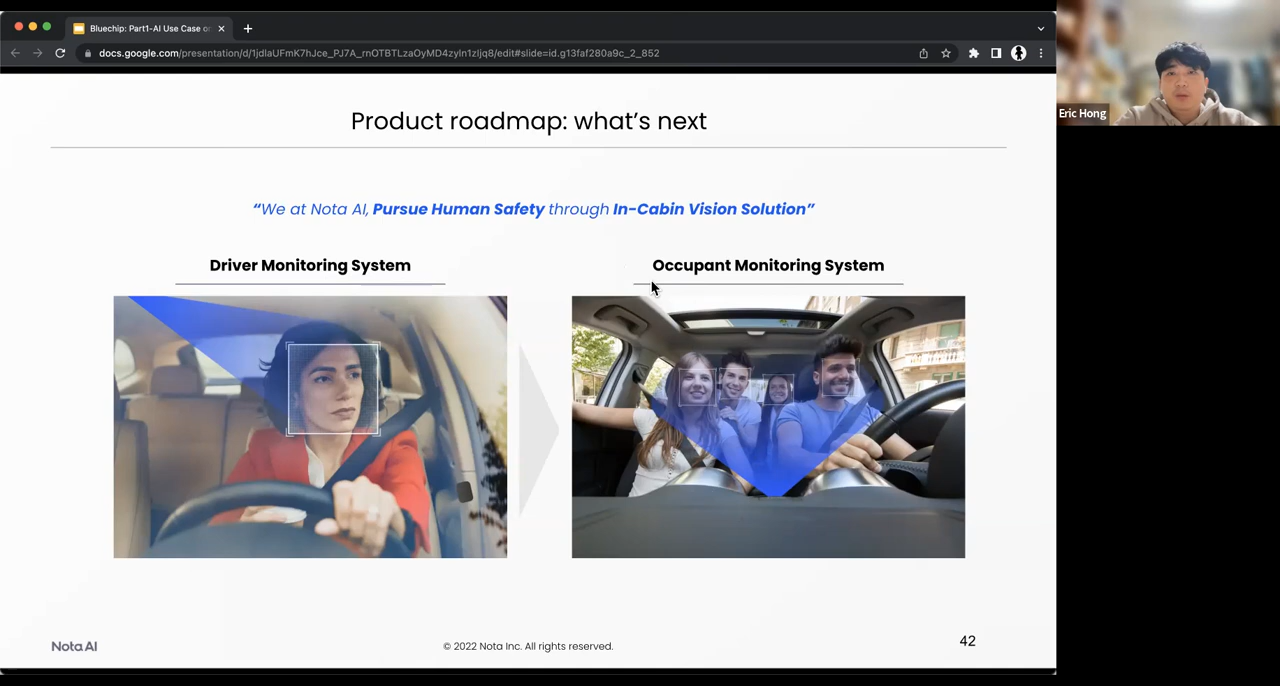 Bluechip: Part1-AI Use Case on
docs.google.com/presentation/d/1jdlaUFmK7hJce_PJ7A_rnOTBTLzaOyMD4zyIn1zIjq8/edit#slide=id.g13faf280a9c_2_852
Eric Hong
Product roadmap: what's next
“We at Nota AI, Pursue Human Safety through In-Cabin Vision Solution”
Driver Monitoring System
Occupant Monitoring System
Nota AI
© 2022 Nota Inc. All rights reserved.
42